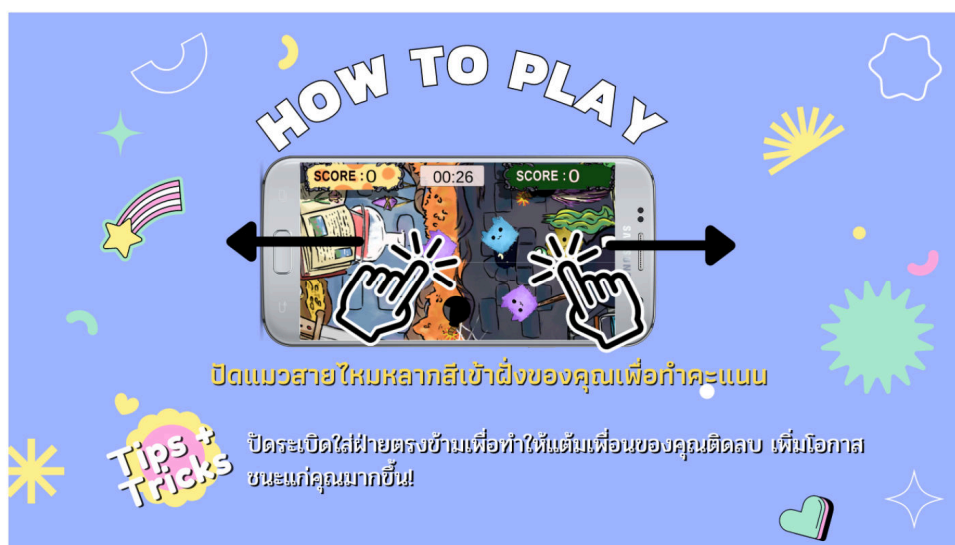 HOW TO PLAY
SCORE : 0
00:26
SCORE : 0
SAMSUNG
ปัดแมวสายไหมหลากสีเข้าฝั่งของคุณเพื่อทำคะแนน
Tips +
Tricks
ปัดระเบิดใส่ฝ่ายตรงข้ามเพื่อทำให้แต้มเพื่อนของคุณติดลบ เพิ่มโอกาส
ชนะแก่คุณมากขึ้น!